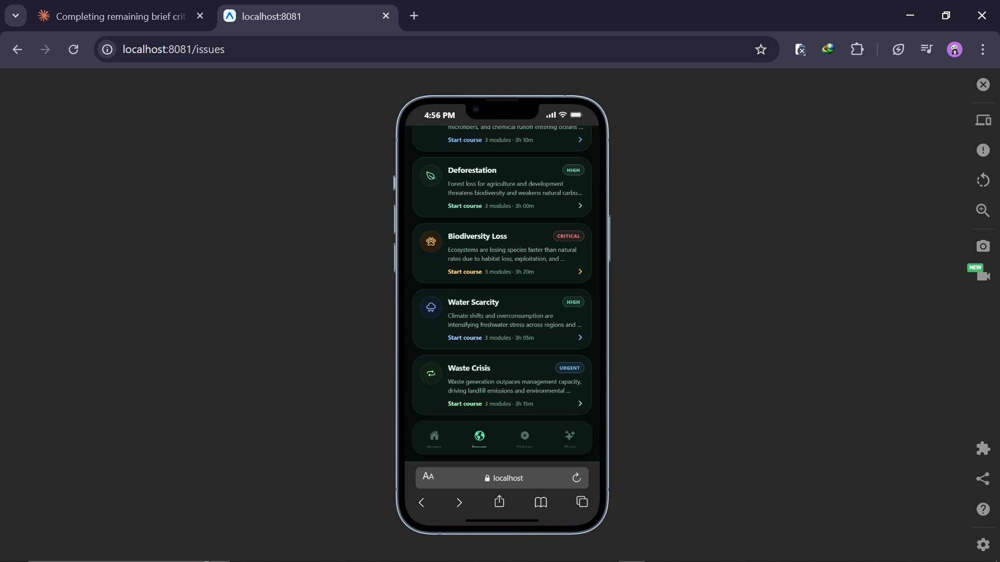 Completing remaining brief crit
localhost:8081
localhost:8081/issues
4:56 PM
microfibers, and chemical runoff entering oceans ...
Start course 3 modules · 3h 10m
Deforestation
HIGH
Forest loss for agriculture and development
threatens biodiversity and weakens natural carbo...
Start course 3 modules · 3h 00m
Biodiversity Loss
CRITICAL
Ecosystems are losing species faster than natural
rates due to habitat loss, exploitation, and ...
Start course 3 modules · 3h 20m
Water Scarcity
HIGH
Climate shifts and overconsumption are
intensifying freshwater stress across regions and ...
Start course 3 modules · 3h 05m
Waste Crisis
URGENT
Waste generation outpaces management capacity,
driving landfill emissions and environmental ...
Start course 3 modules · 3h 15m
Home Issues Videos Quiz
AA localhost
NEW